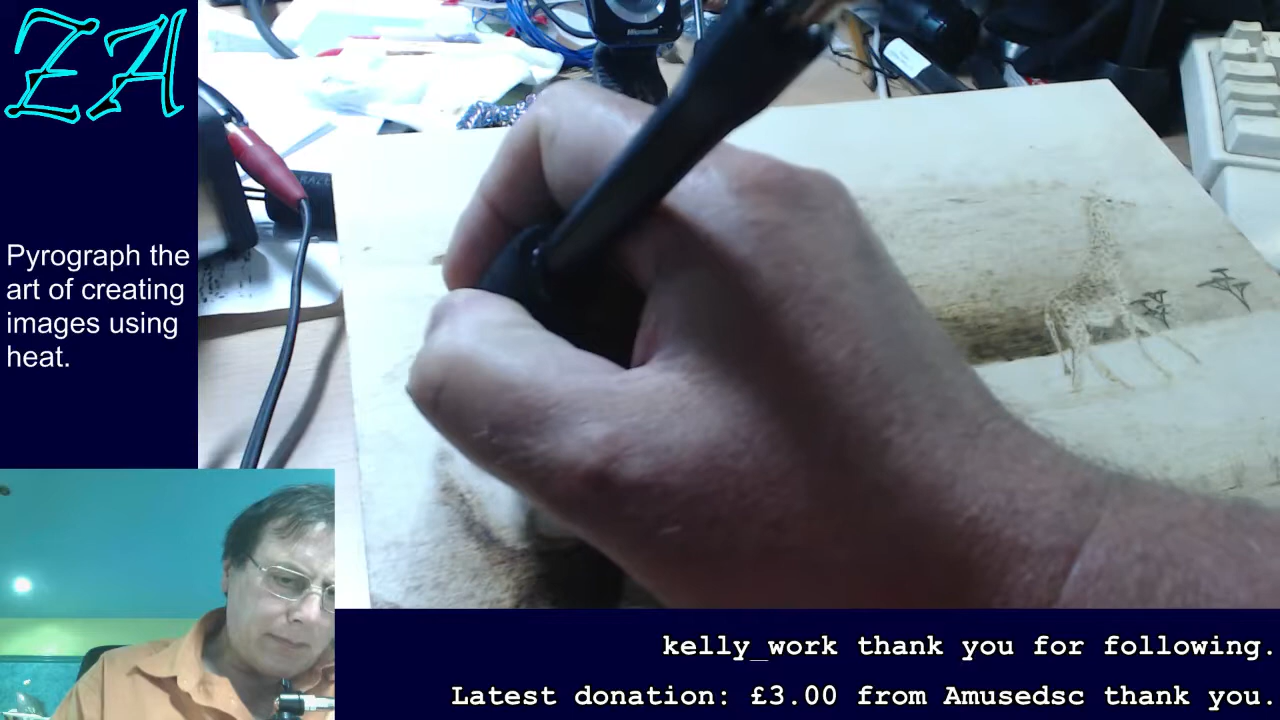 ZA
Pyrograph the
art of creating
images using
heat.
Microsoft
kelly_work thank you for following.
Latest donation: £3.00 from Amusedsc thank you.